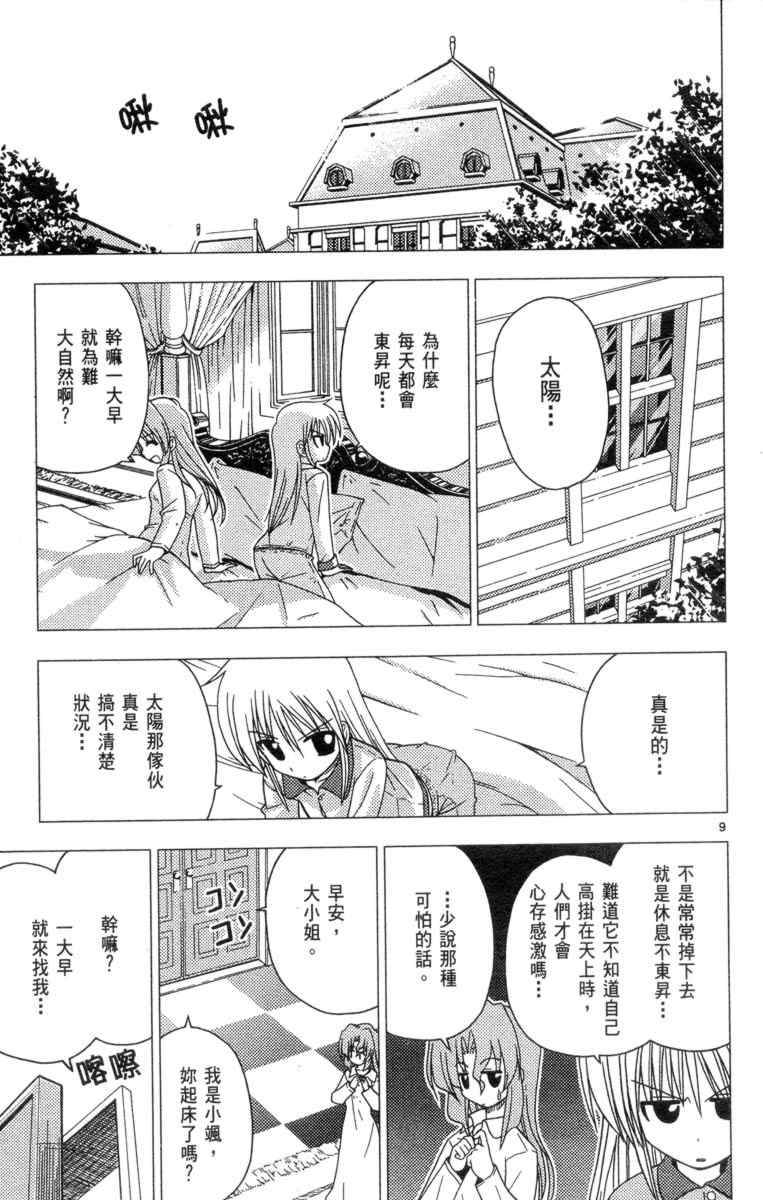 啾
啾
太陽…
為什麼
每天都會
東昇呢…
幹嘛一大早
就為難
大自然啊？
真是的…
太陽那傢伙
真是
搞不清楚
狀況…
9
不是常常掉下去
就是休息不東昇…
難道它不知道自己
高掛在天上時，
人們才會
心存感激嗎…
…少說那種
可怕的話。
早安，
大小姐。
コン
コン
我是小颯，
妳起床了嗎？
幹嘛？
一大早
就來找我…
喀嚓